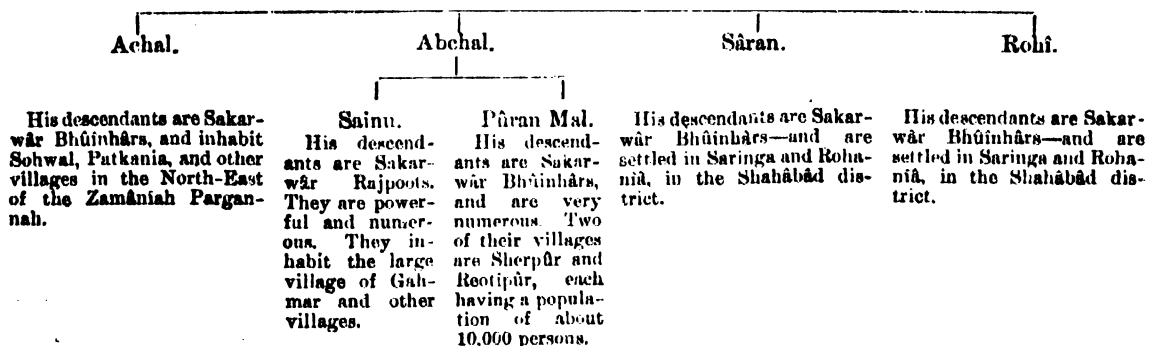 Achal.
Abchal.
Sâran.
Rohî.
His descendants are Sakar-
wâr Bhûinhârs, and inhabit
Sohwal, Patkania, and other
villages in the North-East
of the Zamâniah Pargan-
nah.
Sainu.
His descend-
ants are Sakar-
wâr Rajpoots.
They are power-
ful and numer-
ous. They in-
habit the large
village of Gah-
mar and other
villages.
Pûran Mal.
His descend-
ants are Sakar-
wâr Bhûinhârs,
and are very
numerous. Two
of their villages
are Sherpûr and
Reotipûr, each
having a popula-
tion of about
10,000 persons.
His descendants are Sakar-
wâr Bhûinhârs—and are
settled in Saringa and Roha-
niâ, in the Shahâbâd dis-
trict.
His descendants are Sakar-
wâr Bhûinhârs—and are
settled in Saringa and Roha-
niâ, in the Shahâbâd dis-
trict.